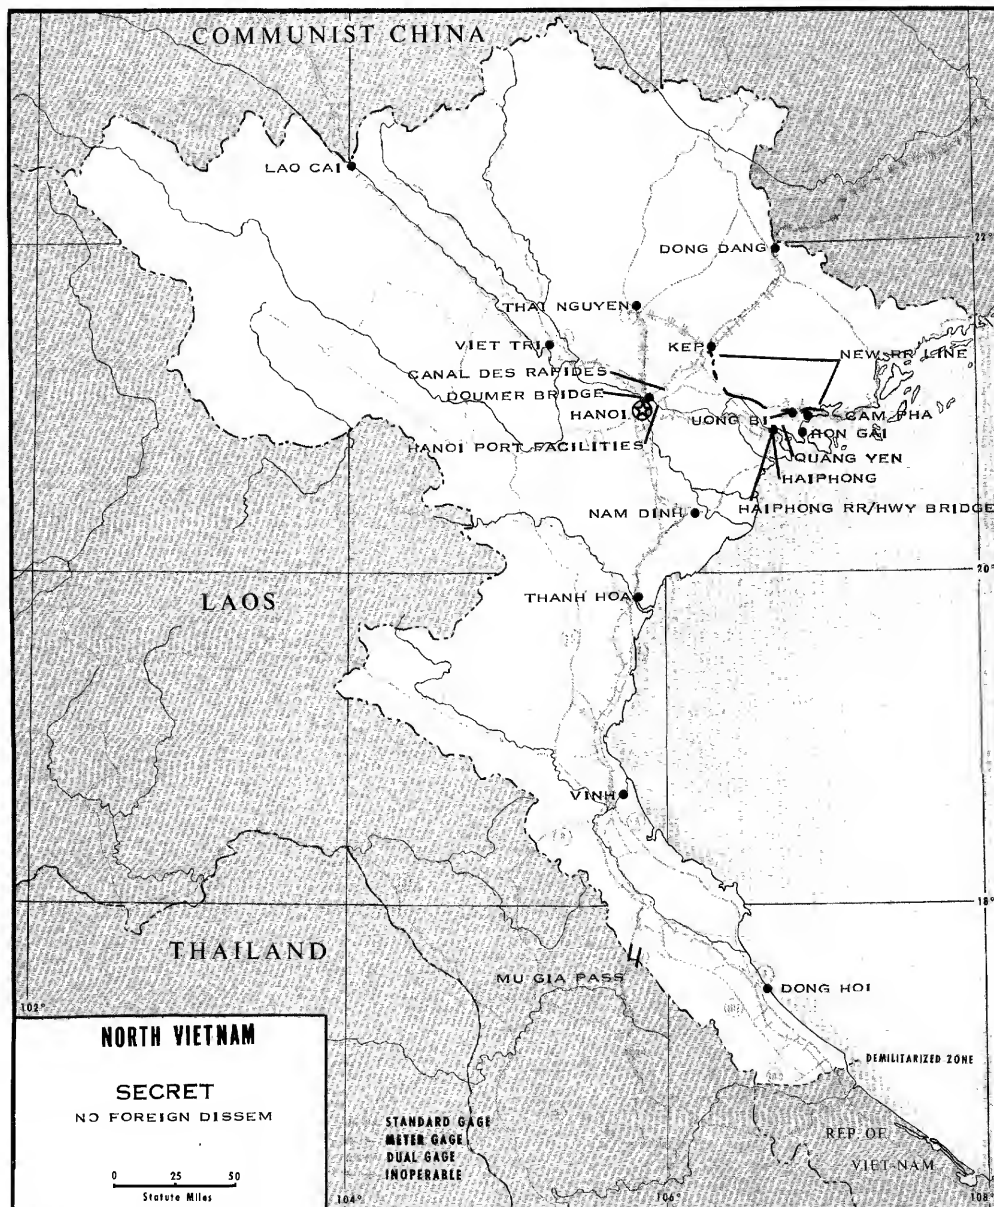 COMMUNIST CHINA
LAO CAI
DONG DANG
22°
THAI NGUYEN
VIET TRI
KEP
NEW RR LINE
CANAL DES RAPIDES
DOUMER BRIDGE
HANOI
UONG BI
CAM PHA
HON GAI
HANOI PORT FACILITIES
QUANG YEN
HAIPHONG
HAIPHONG RR/HWY BRIDGE
NAM DINH
20°
THANH HOA
LAOS
VINH
18°
THAILAND
MU GIA PASS
DONG HOI
102°
NORTH VIETNAM
DEMILITARIZED ZONE
SECRET
NO FOREIGN DISSEM
STANDARD GAGE
METER GAGE
DUAL GAGE
INOPERABLE
REP OF
VIET-NAM
0 25 50
Statute Miles
104°
106°
108°